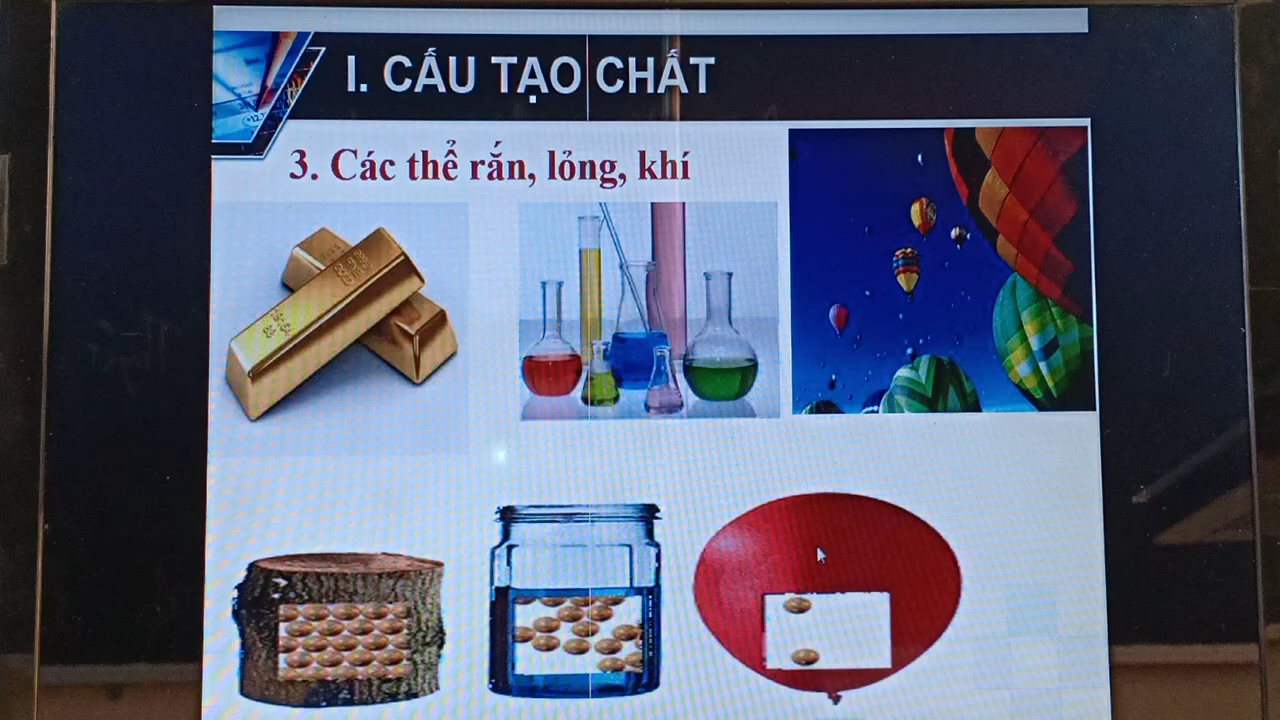 I. CẤU TẠO CHẤT
3. Các thể rắn, lỏng, khí